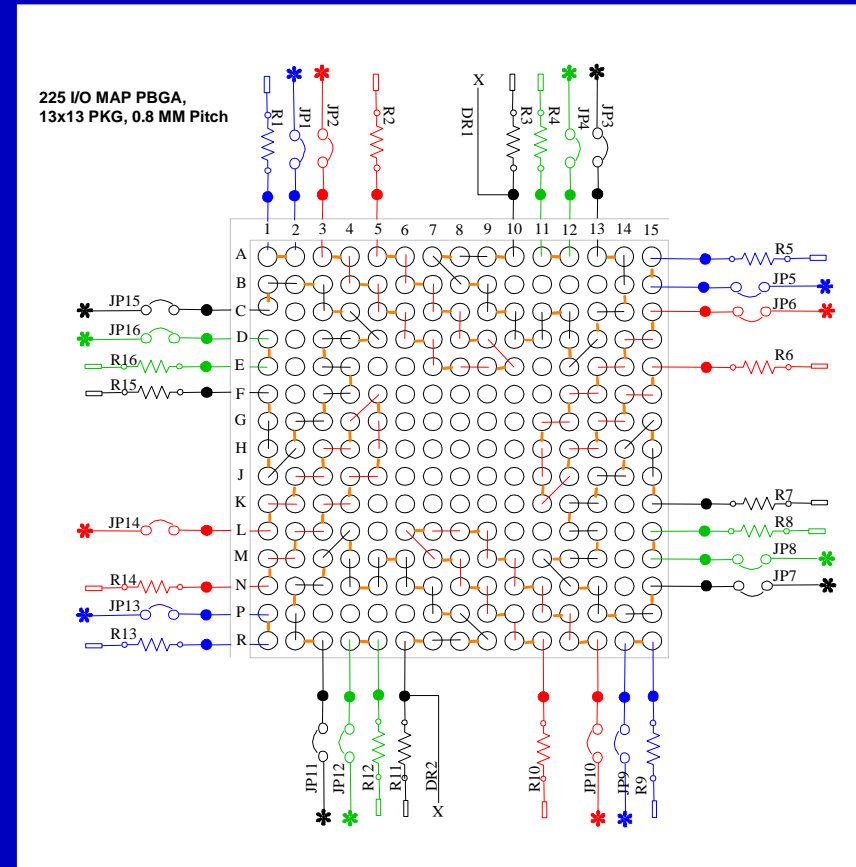 225 I/O MAP PBGA,
13x13 PKG, 0.8 MM Pitch
R1
JP1
JP2
R2
X
DR1
R3
R4
JP4
JP3
1 2 3 4 5 6 7 8 9 10 11 12 13 14 15
A
B
C
D
E
F
G
H
J
K
L
M
N
P
R
JP15
JP16
R16
R15
JP14
R14
JP13
R13
R5
JP5
JP6
R6
R7
R8
JP8
JP7
JP11
JP12
R12
R11
DR2
X
R10
JP10
JP9
R9